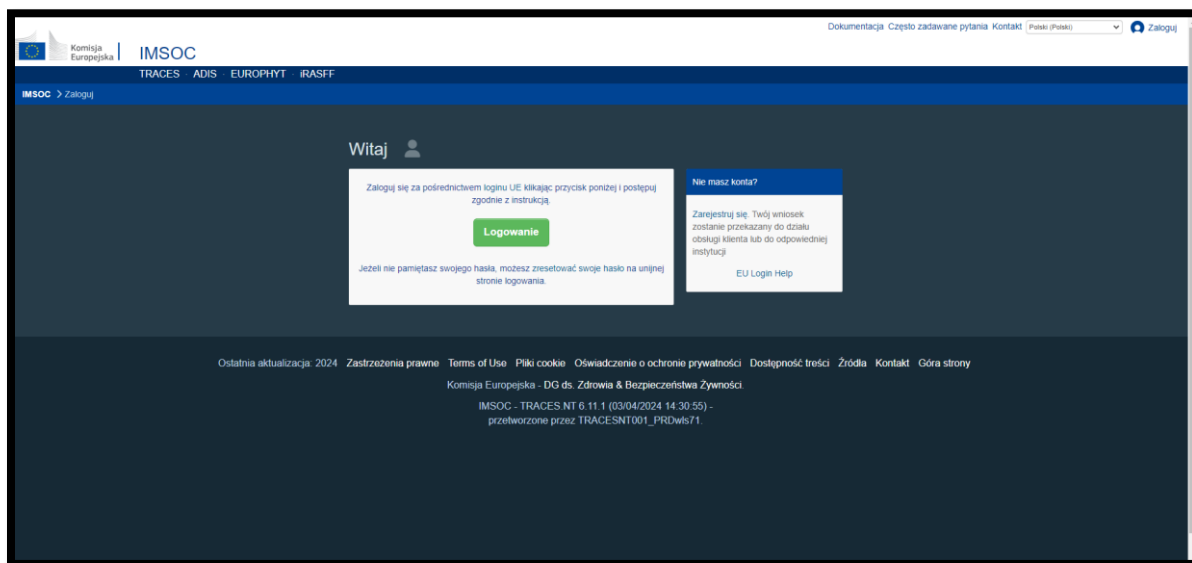 Dokumentacja Często zadawane pytania Kontakt Polski (Polski) Zaloguj
Komisja
Europejska
IMSOC
TRACES · ADIS · EUROPHYT · iRASFF
IMSOC > Zaloguj
Witaj
Zaloguj się za pośrednictwem loginu UE klikając przycisk poniżej i postępuj
zgodnie z instrukcją.
Logowanie
Jeżeli nie pamiętasz swojego hasła, możesz zresetować swoje hasło na unijnej
stronie logowania.
Nie masz konta?
Zarejestruj się. Twój wniosek
zostanie przekazany do działu
obsługi klienta lub do odpowiedniej
instytucji
EU Login Help
Ostatnia aktualizacja: 2024 Zastrzeżenia prawne Terms of Use Pliki cookie Oświadczenie o ochronie prywatności Dostępność treści Źródła Kontakt Góra strony
Komisja Europejska - DG ds. Zdrowia & Bezpieczeństwa Żywności.
IMSOC - TRACES.NT 6.11.1 (03/04/2024 14:30:55) -
przetworzone przez TRACESNT001_PRDwls71.